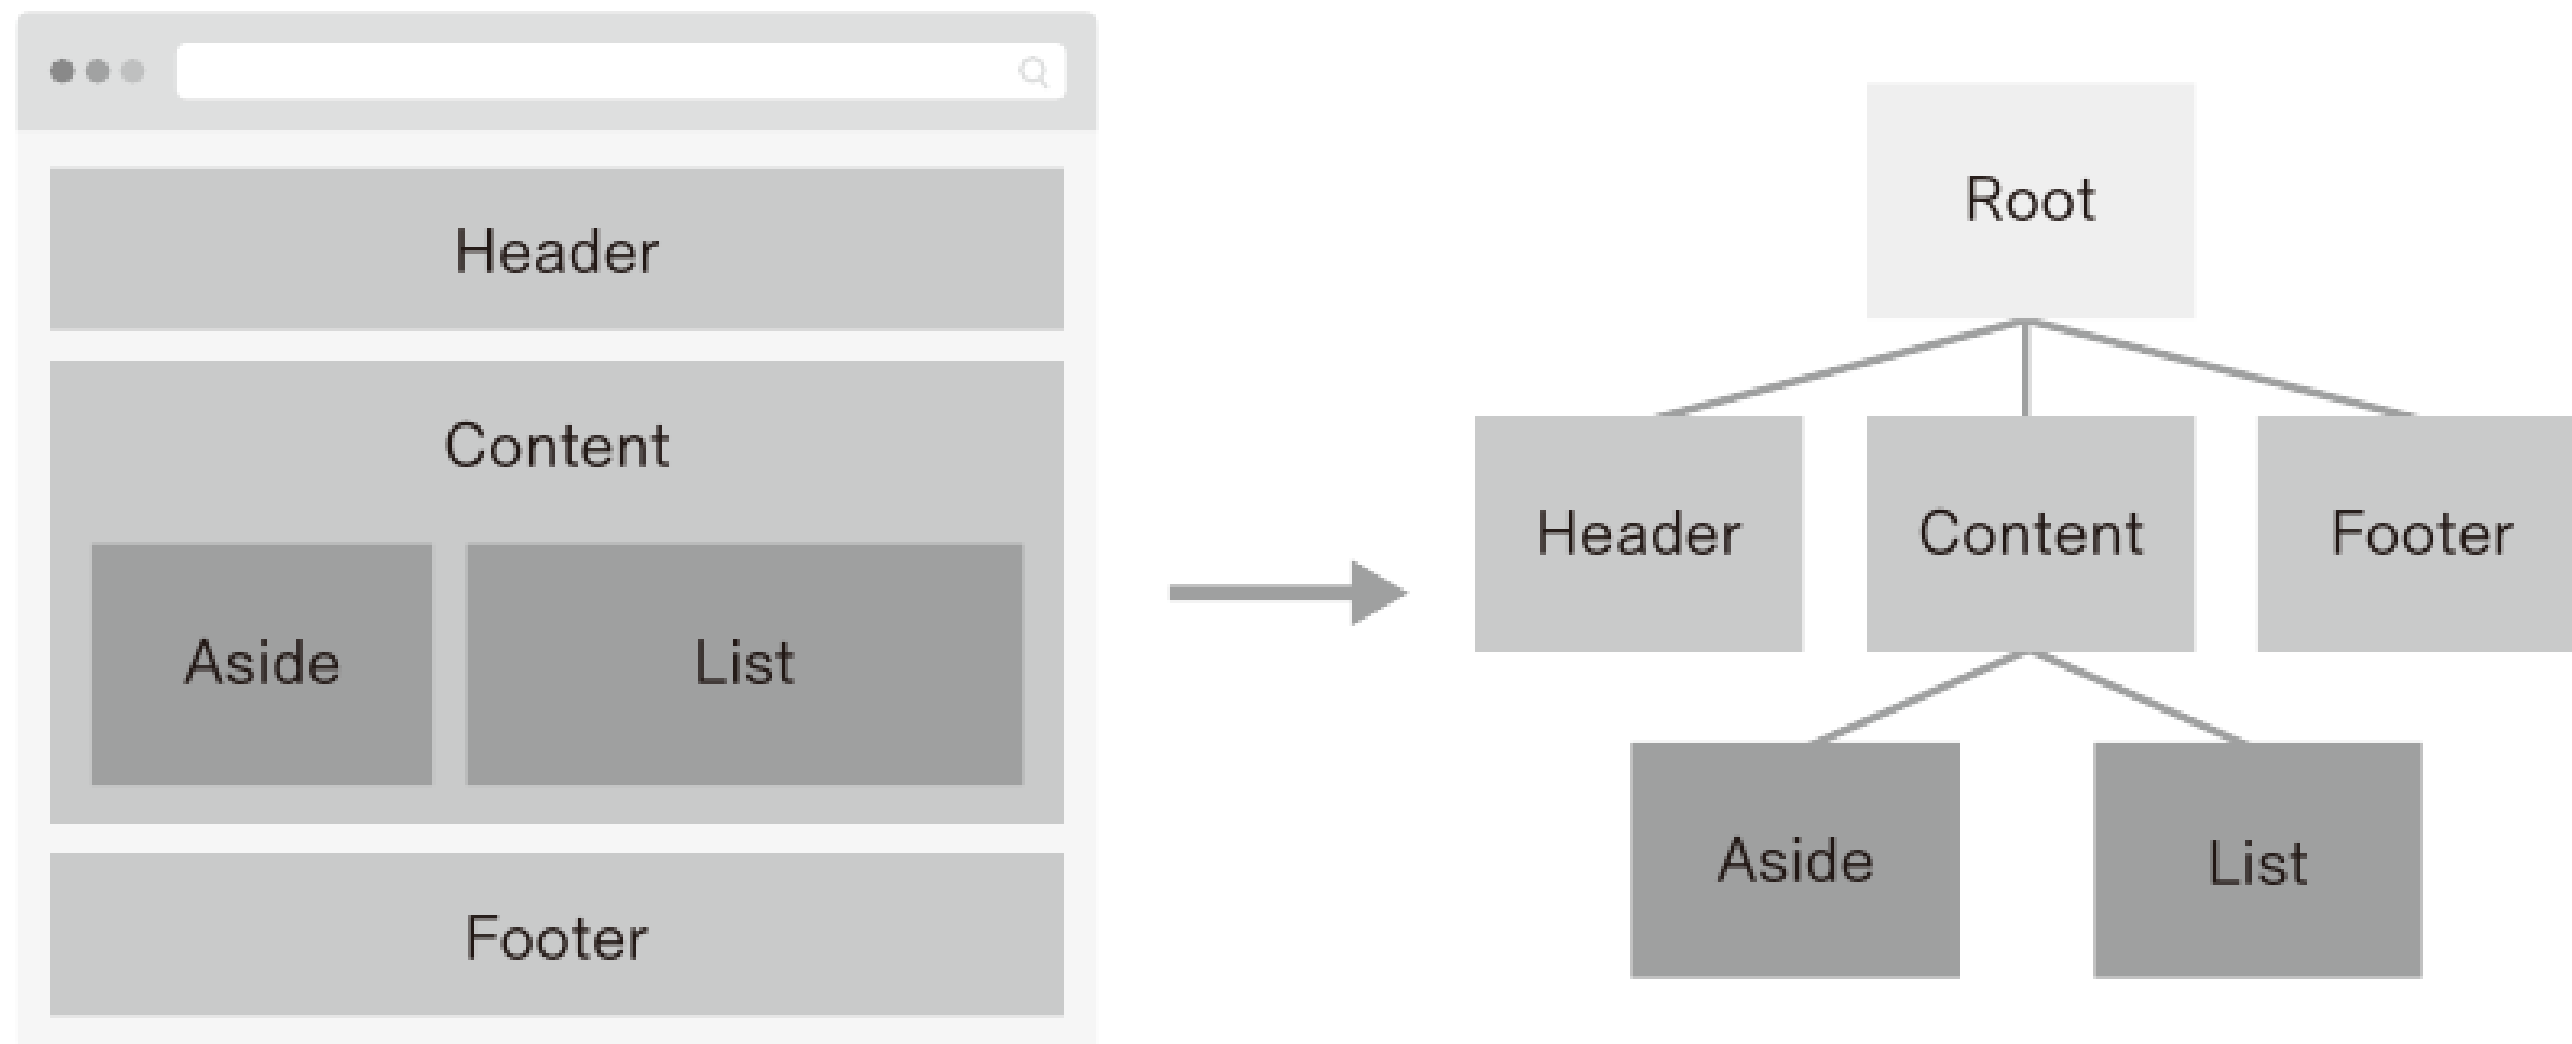 Header
Content
Aside
List
Footer
Root
Header
Content
Footer
Aside
List